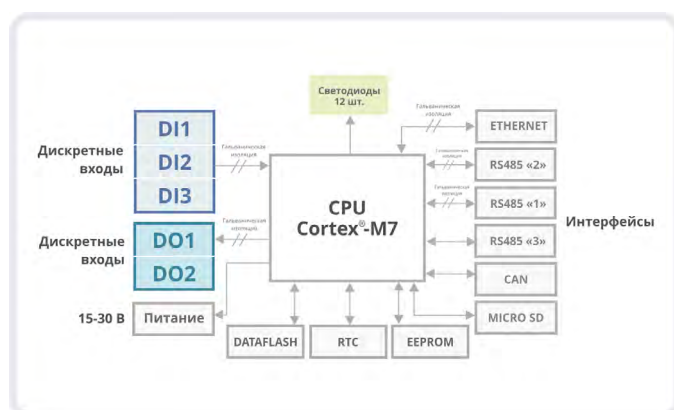 Светодиоды
12 шт.
Гальваническая
изоляция
ETHERNET
DI1
Дискретные
входы
DI2
DI3
Гальваническая
изоляция
Гальваническая
изоляция
RS485 «2»
CPU
Cortex®-M7
Гальваническая
изоляция
RS485 «1»
Интерфейсы
Дискретные
входы
DO1
DO2
Гальваническая
изоляция
RS485 «3»
CAN
15-30 В
Питание
MICRO SD
DATAFLASH
RTC
EEPROM